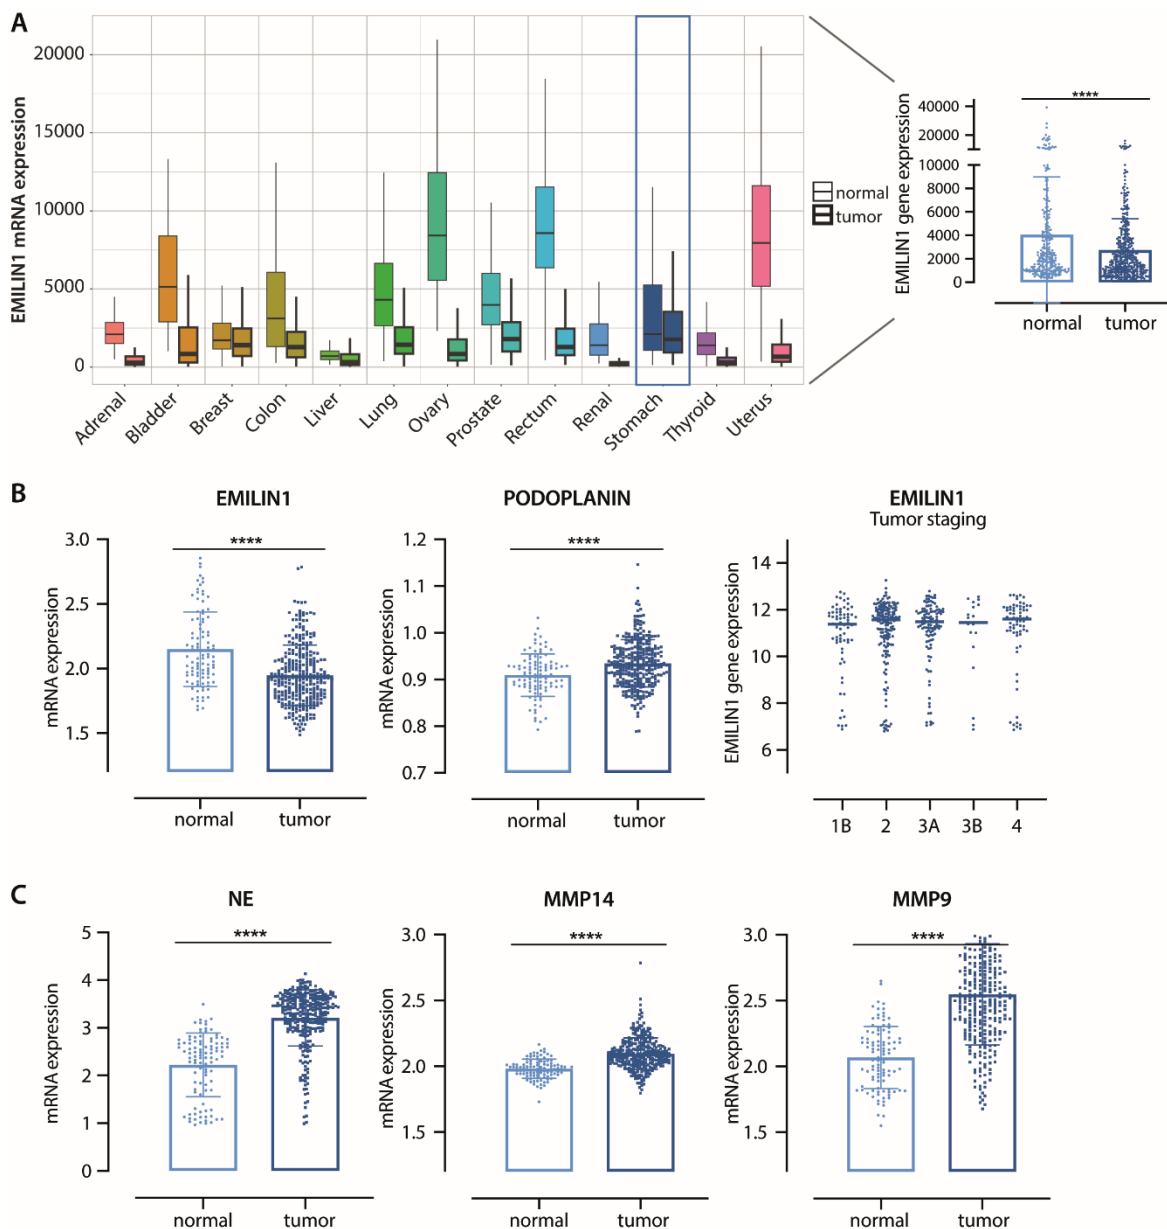 A
EMILIN1 mRNA expression
20000
15000
10000
5000
0
Adrenal
Bladder
Breast
Colon
Liver
Lung
Ovary
Prostate
Rectum
Renal
Stomach
Thyroid
Uterus
normal
tumor
EMILIN1 gene expression
****
40000
20000
10000
8000
6000
4000
2000
0
normal
tumor
B
EMILIN1
****
mRNA expression
3.0
2.5
2.0
1.5
normal
tumor
PODOPLANIN
****
mRNA expression
1.2
1.1
1.0
0.9
0.8
0.7
normal
tumor
EMILIN1
Tumor staging
EMILIN1 gene expression
14
12
10
8
6
1B
2
3A
3B
4
C
NE
****
mRNA expression
5
4
3
2
1
0
normal
tumor
MMP14
****
mRNA expression
3.0
2.5
2.0
1.5
normal
tumor
MMP9
****
mRNA expression
3.0
2.5
2.0
1.5
normal
tumor